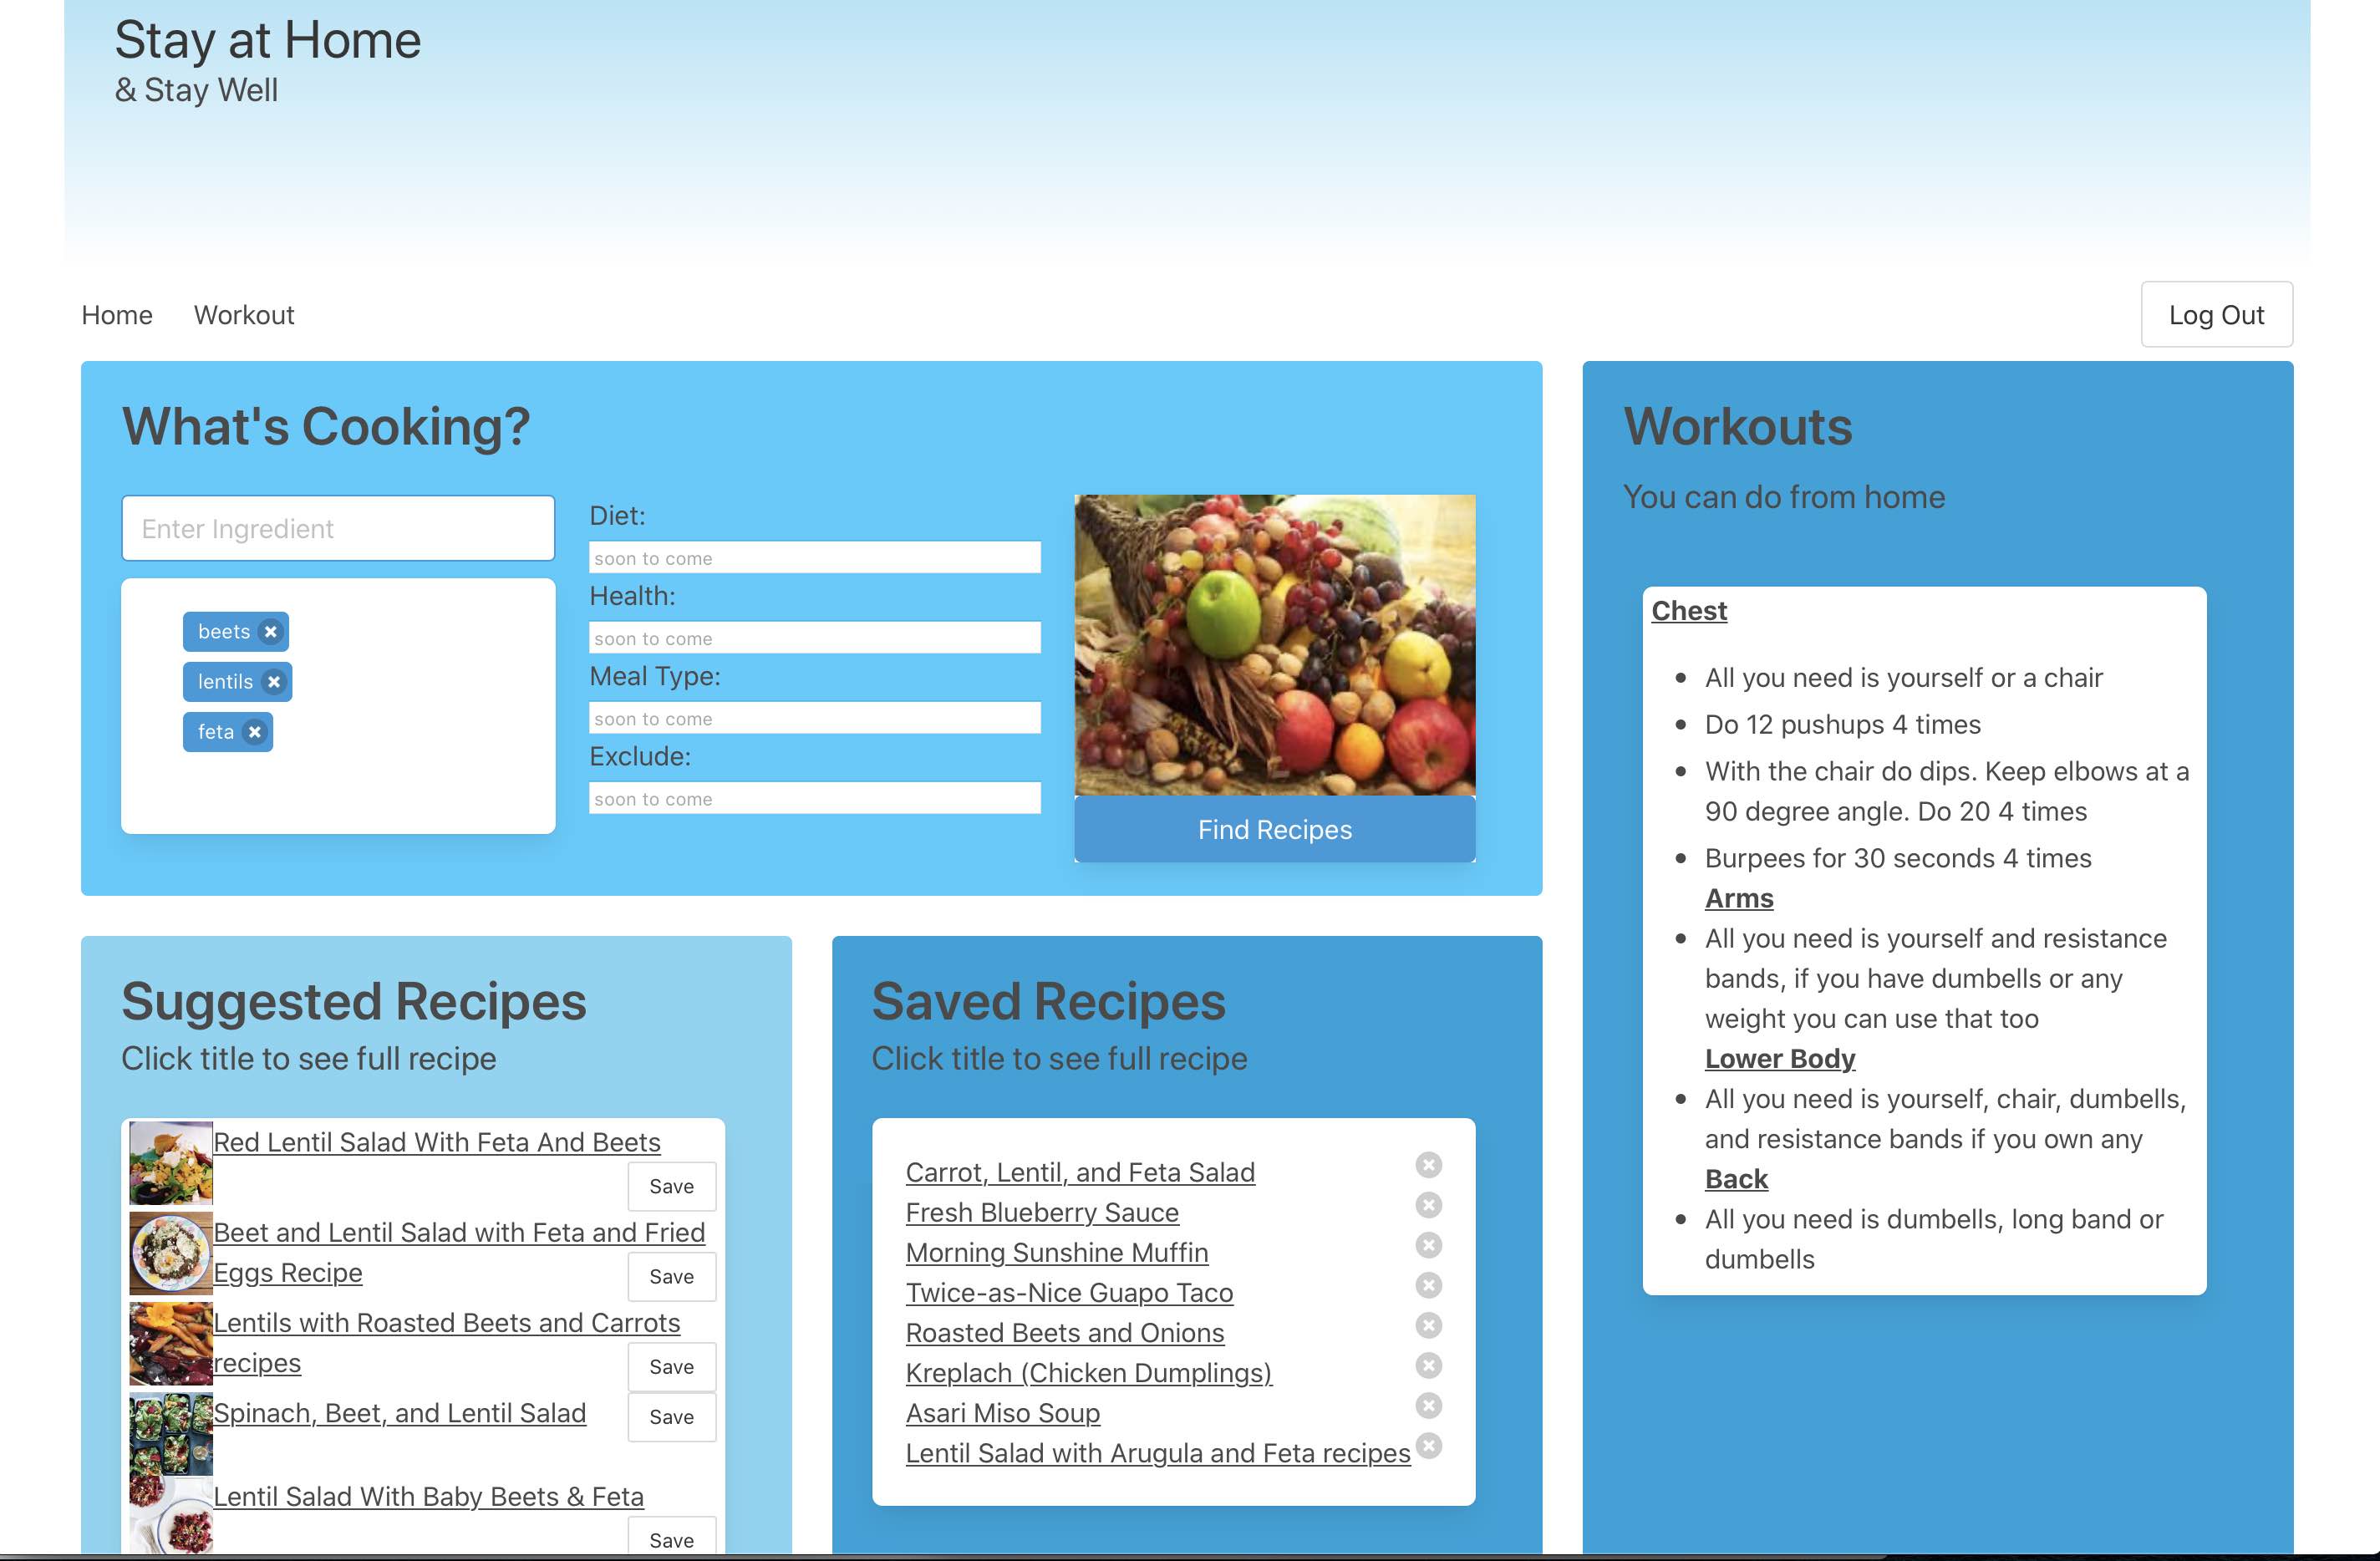 Stay at Home
& Stay Well
Home Workout
Log Out
What's Cooking?
Enter Ingredient
beets
lentils
feta
Diet:
soon to come
Health:
soon to come
Meal Type:
soon to come
Exclude:
soon to come
Find Recipes
Workouts
You can do from home
Chest
All you need is yourself or a chair
Do 12 pushups 4 times
With the chair do dips. Keep elbows at a
90 degree angle. Do 20 4 times
Burpees for 30 seconds 4 times
Arms
All you need is yourself and resistance
bands, if you have dumbells or any
weight you can use that too
Lower Body
All you need is yourself, chair, dumbells,
and resistance bands if you own any
Back
All you need is dumbells, long band or
dumbells
Suggested Recipes
Click title to see full recipe
Red Lentil Salad With Feta And Beets
Save
Beet and Lentil Salad with Feta and Fried
Eggs Recipe
Save
Lentils with Roasted Beets and Carrots
recipes
Save
Spinach, Beet, and Lentil Salad
Save
Lentil Salad With Baby Beets & Feta
Save
Saved Recipes
Click title to see full recipe
Carrot, Lentil, and Feta Salad
Fresh Blueberry Sauce
Morning Sunshine Muffin
Twice-as-Nice Guapo Taco
Roasted Beets and Onions
Kreplach (Chicken Dumplings)
Asari Miso Soup
Lentil Salad with Arugula and Feta recipes